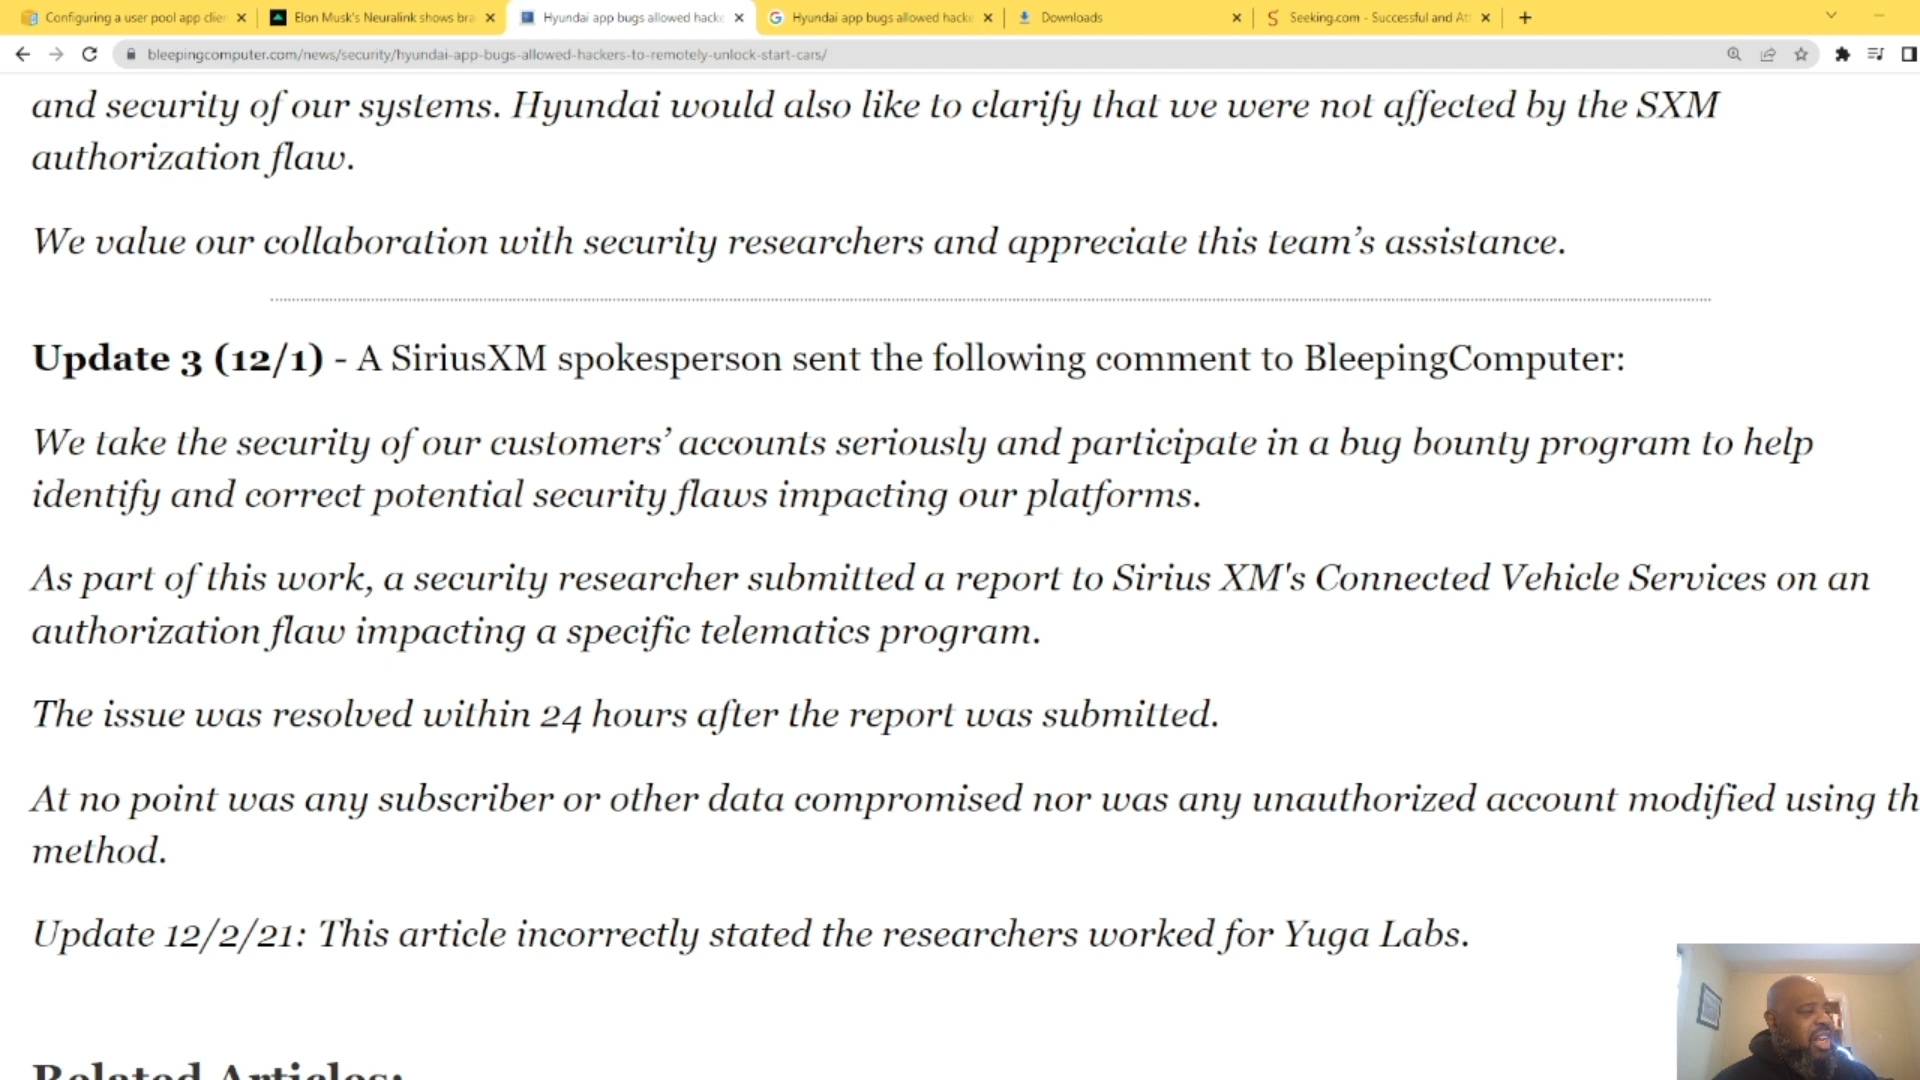 Configuring a user pool app clien
Elon Musk's Neuralink shows bra
Hyundai app bugs allowed hacke
Hyundai app bugs allowed hacke
Downloads
Seeking.com - Successful and Att
bleepingcomputer.com/news/security/hyundai-app-bugs-allowed-hackers-to-remotely-unlock-start-cars/
and security of our systems. Hyundai would also like to clarify that we were not affected by the SXM
authorization flaw.
We value our collaboration with security researchers and appreciate this team's assistance.
Update 3 (12/1) - A SiriusXM spokesperson sent the following comment to BleepingComputer:
We take the security of our customers' accounts seriously and participate in a bug bounty program to help
identify and correct potential security flaws impacting our platforms.
As part of this work, a security researcher submitted a report to Sirius XM's Connected Vehicle Services on an
authorization flaw impacting a specific telematics program.
The issue was resolved within 24 hours after the report was submitted.
At no point was any subscriber or other data compromised nor was any unauthorized account modified using th
method.
Update 12/2/21: This article incorrectly stated the researchers worked for Yuga Labs.
Related Articles: